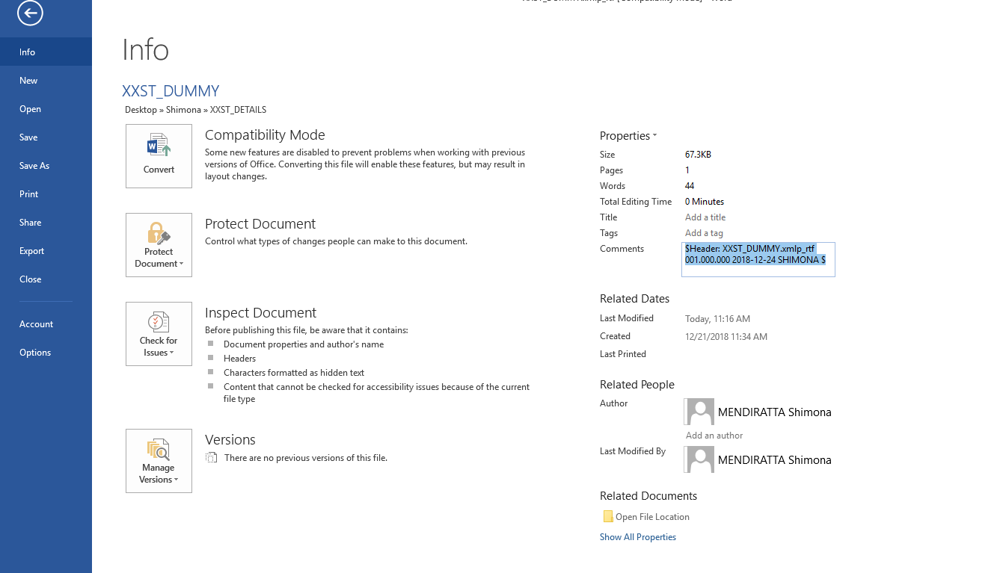 Info
New
Open
Save
Save As
Print
Share
Export
Close
Account
Options
Info
XXST_DUMMY
Desktop » Shimona » XXST_DETAILS
Convert
Compatibility Mode
Some new features are disabled to prevent problems when working with previous
versions of Office. Converting this file will enable these features, but may result in
layout changes.
Protect
Document
Protect Document
Control what types of changes people can make to this document.
Check for
Issues
Inspect Document
Before publishing this file, be aware that it contains:
Document properties and author's name
Headers
Characters formatted as hidden text
Content that cannot be checked for accessibility issues because of the current
file type
Manage
Versions
Versions
There are no previous versions of this file.
Properties
Size 67.3KB
Pages 1
Words 44
Total Editing Time 0 Minutes
Title Add a title
Tags Add a tag
Comments $Header: XXST_DUMMY.xmlp_rtf
001.000.000 2018-12-24 SHIMONA $
Related Dates
Last Modified Today, 11:16 AM
Created 12/21/2018 11:34 AM
Last Printed
Related People
Author MENDIRATTA Shimona
Add an author
Last Modified By MENDIRATTA Shimona
Related Documents
Open File Location
Show All Properties